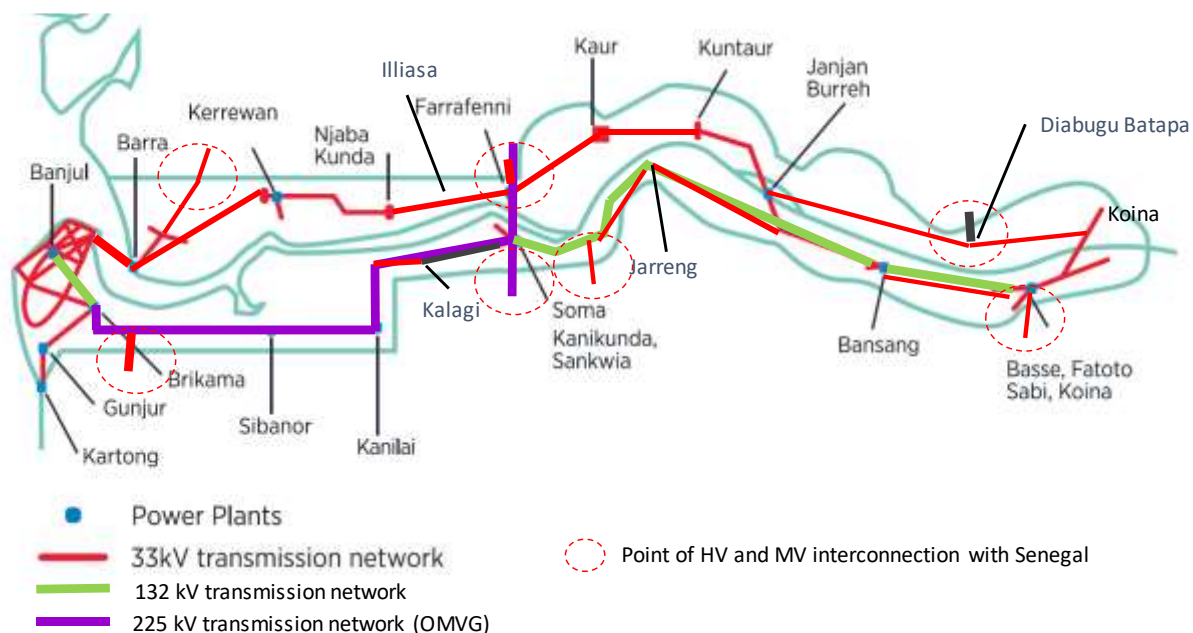 Kaur
Kuntaur
Illiasa
Janjan
Burreh
Farrafenni
Kerrewan
Diabugu Batapa
Njaba
Kunda
Barra
Banjul
Koina
Jarreng
Kalagi
Soma
Kanikunda,
Sankwia
Bansang
Basse, Fatoto
Sabi, Koina
Brikama
Gunjur
Sibanor
Kanilai
Kartong
Power Plants
33kV transmission network
132 kV transmission network
225 kV transmission network (OMVG)
Point of HV and MV interconnection with Senegal